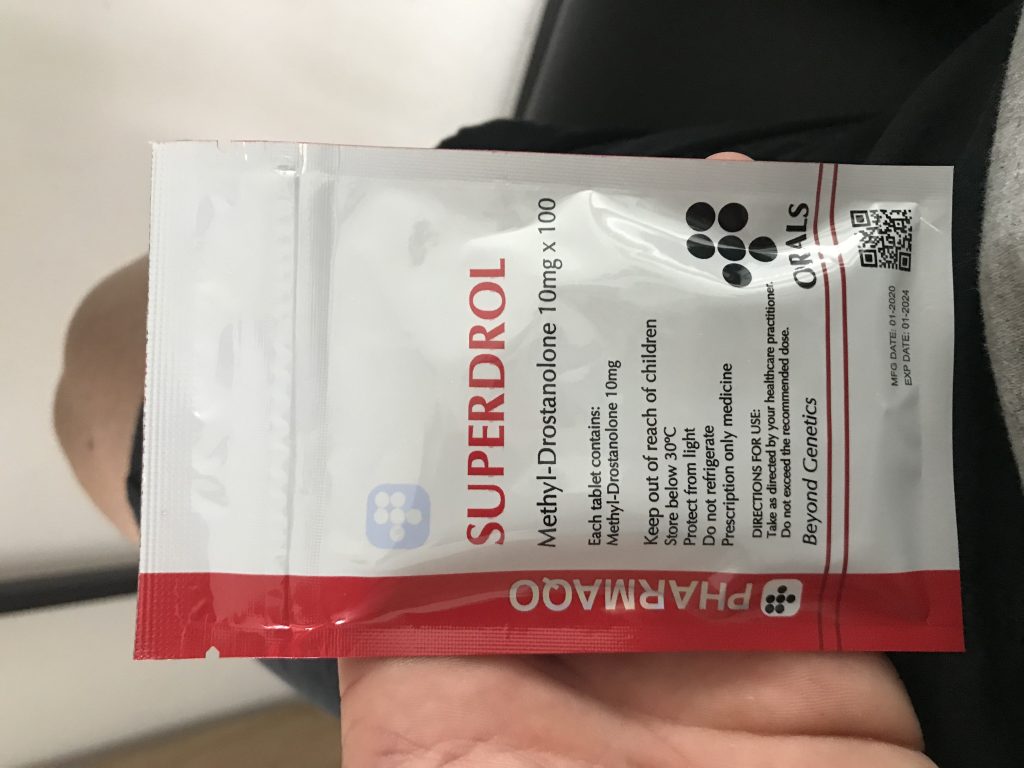 SUPERDROL
Methyl-Drostanolone 10mg x 100
Each tablet contains:
Methyl-Drostanolone 10mg
Keep out of reach of children
Store below 30°C
Protect from light
Do not refrigerate
Prescription only medicine
DIRECTIONS FOR USE:
Take as directed by your healthcare practitioner.
Do not exceed the recommended dose.
Beyond Genetics
ORALS
MFG DATE: 01-2020
EXP DATE: 01-2024
PHARMAQO